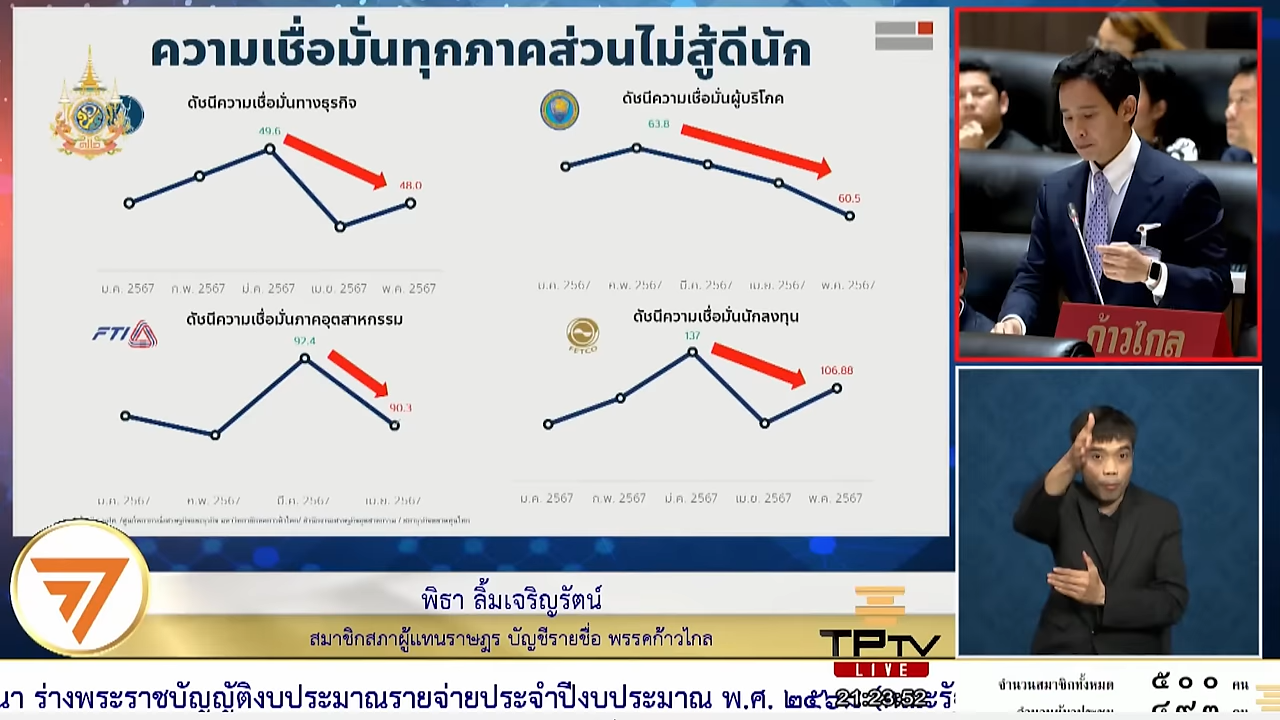 ความเชื่อมั่นทุกภาคส่วนไม่สู้ดีนัก
ดัชนีความเชื่อมั่นทางธุรกิจ
49.6
48.0
ม.ค. 2567 ก.พ. 2567 มี.ค. 2567 เม.ย. 2567 พ.ค. 2567
ดัชนีความเชื่อมั่นผู้บริโภค
63.8
60.5
ม.ค. 2567 ก.พ. 2567 มี.ค. 2567 เม.ย. 2567 พ.ค. 2567
FTI
ดัชนีความเชื่อมั่นภาคอุตสาหกรรม
92.4
90.3
ม.ค. 2567 ก.พ. 2567 มี.ค. 2567 เม.ย. 2567
FETCO
ดัชนีความเชื่อมั่นนักลงทุน
137
106.88
ม.ค. 2567 ก.พ. 2567 มี.ค. 2567 เม.ย. 2567 พ.ค. 2567
ก้าวไกล
พิธา ลิ้มเจริญรัตน์
สมาชิกสภาผู้แทนราษฎร บัญชีรายชื่อ พรรคก้าวไกล
TPTV
LIVE
21:23:52
ร่างพระราชบัญญัติงบประมาณรายจ่ายประจำปีงบประมาณ พ.ศ.
จำนวนสมาชิกทั้งหมด ๕๐๐ คน